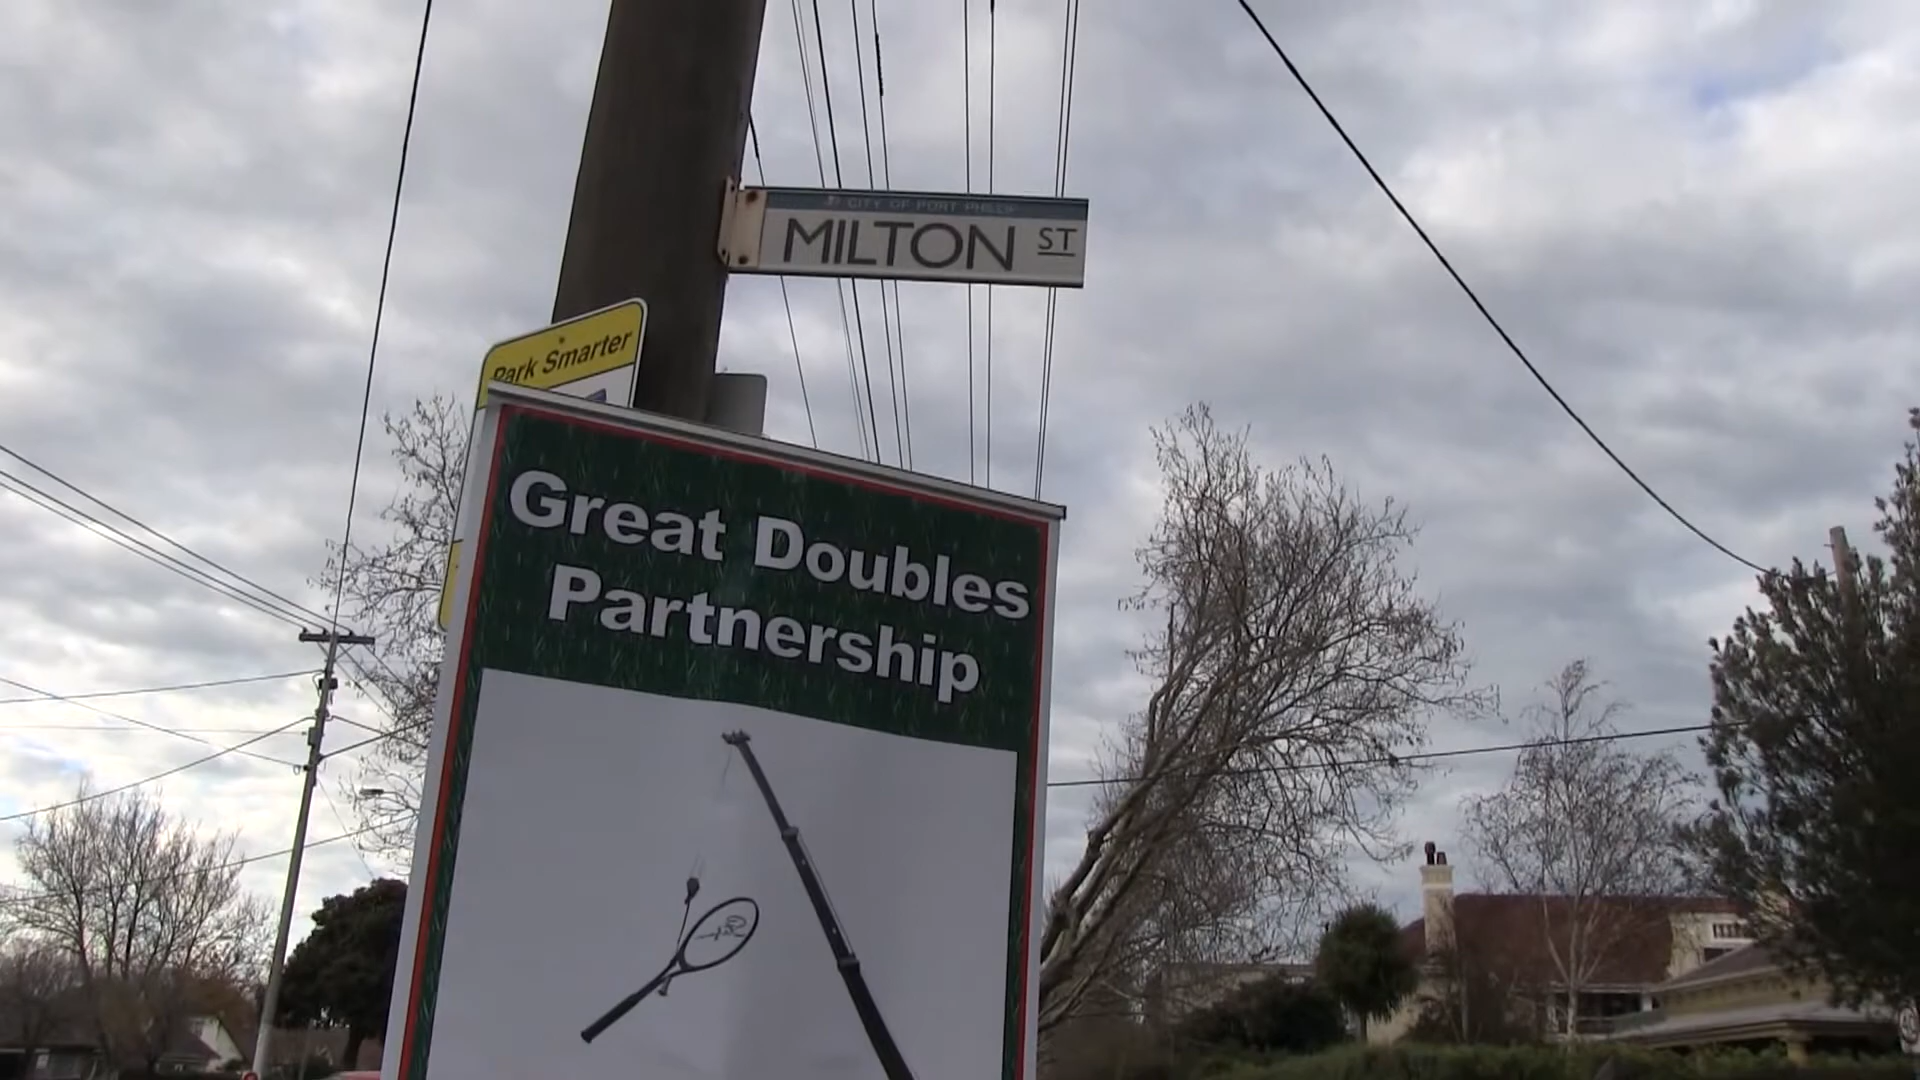 CITY OF PORT PHILLIP
MILTON ST
Park Smarter
Great Doubles
Partnership